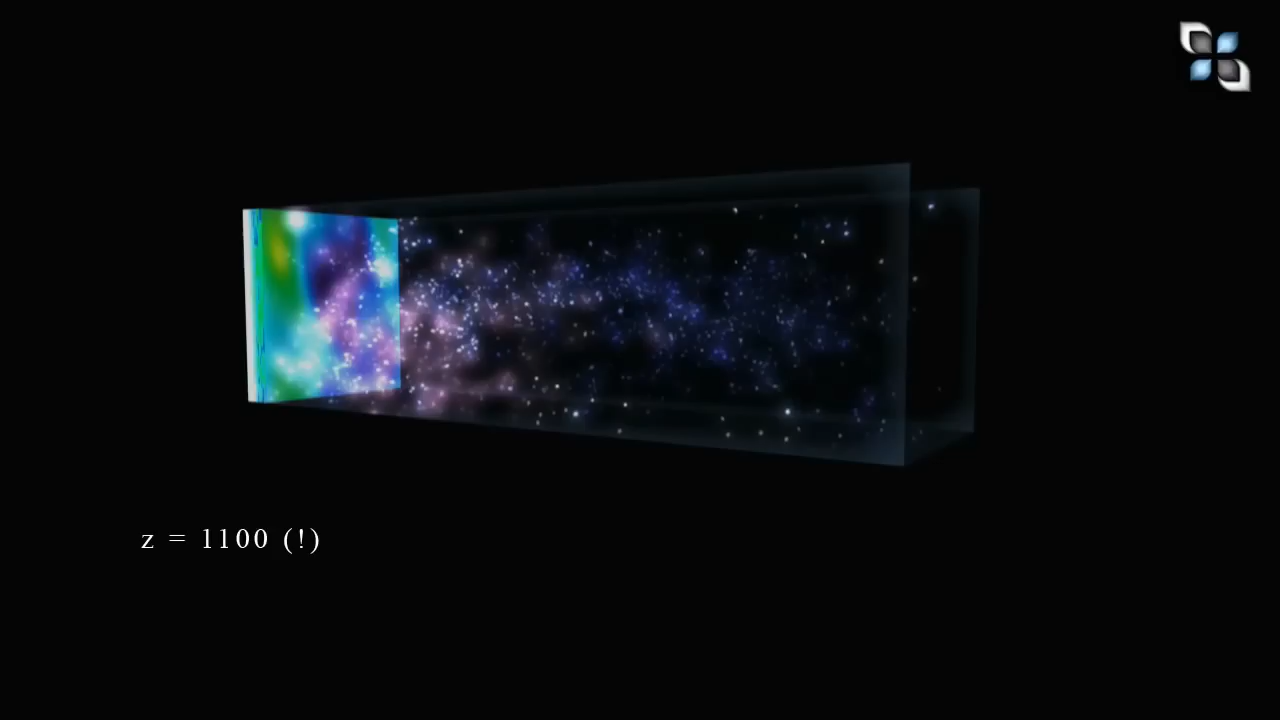 z = 1100 (!)